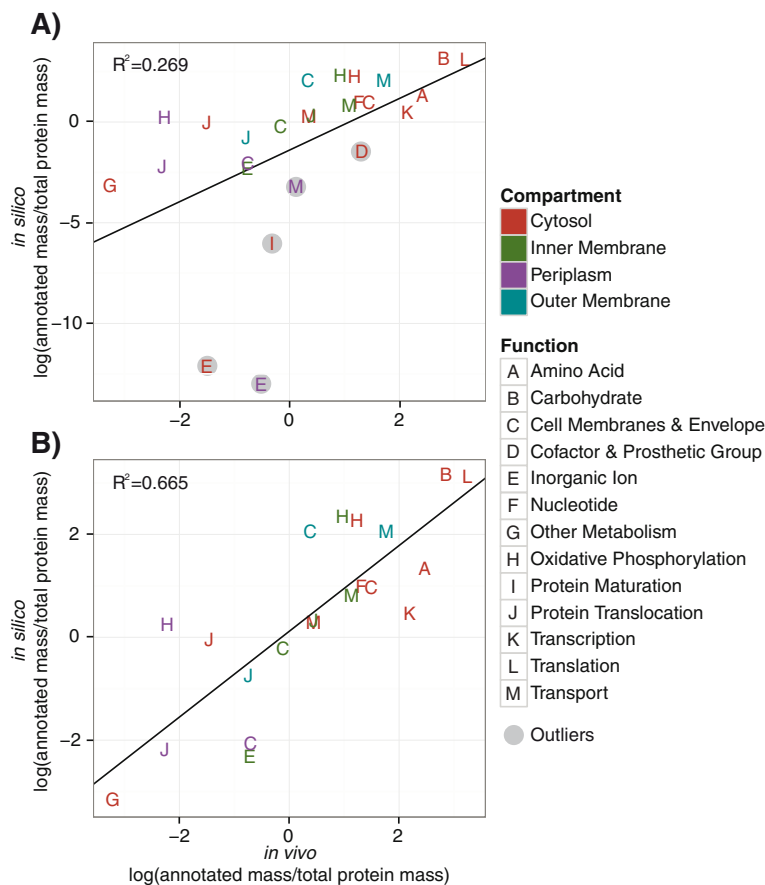 A)
R²=0.269
H
J
J
G
C
J
C
E
C
M
J
H
H
M
M
F
C
B
L
A
K
D
M
I
E
E
0
−5
−10
−2
0
2
in silico
log(annotated mass/total protein mass)
B)
R²=0.665
B
L
H
H
C
M
A
F
C
M
K
J
M
H
J
C
J
J
C
E
G
2
0
−2
−2
0
2
in silico
log(annotated mass/total protein mass)
in vivo
log(annotated mass/total protein mass)
Compartment
Cytosol
Inner Membrane
Periplasm
Outer Membrane
Function
A Amino Acid
B Carbohydrate
C Cell Membranes & Envelope
D Cofactor & Prosthetic Group
E Inorganic Ion
F Nucleotide
G Other Metabolism
H Oxidative Phosphorylation
I Protein Maturation
J Protein Translocation
K Transcription
L Translation
M Transport
Outliers